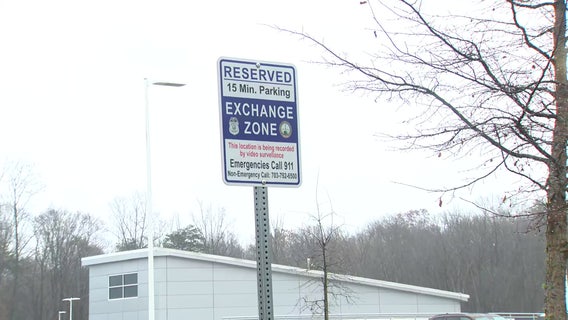 RESERVED
15 Min. Parking
EXCHANGE
ZONE
This location is being recorded
by video surveillance
Emergencies Call 911
Non-Emergency Call: 703-792-6500